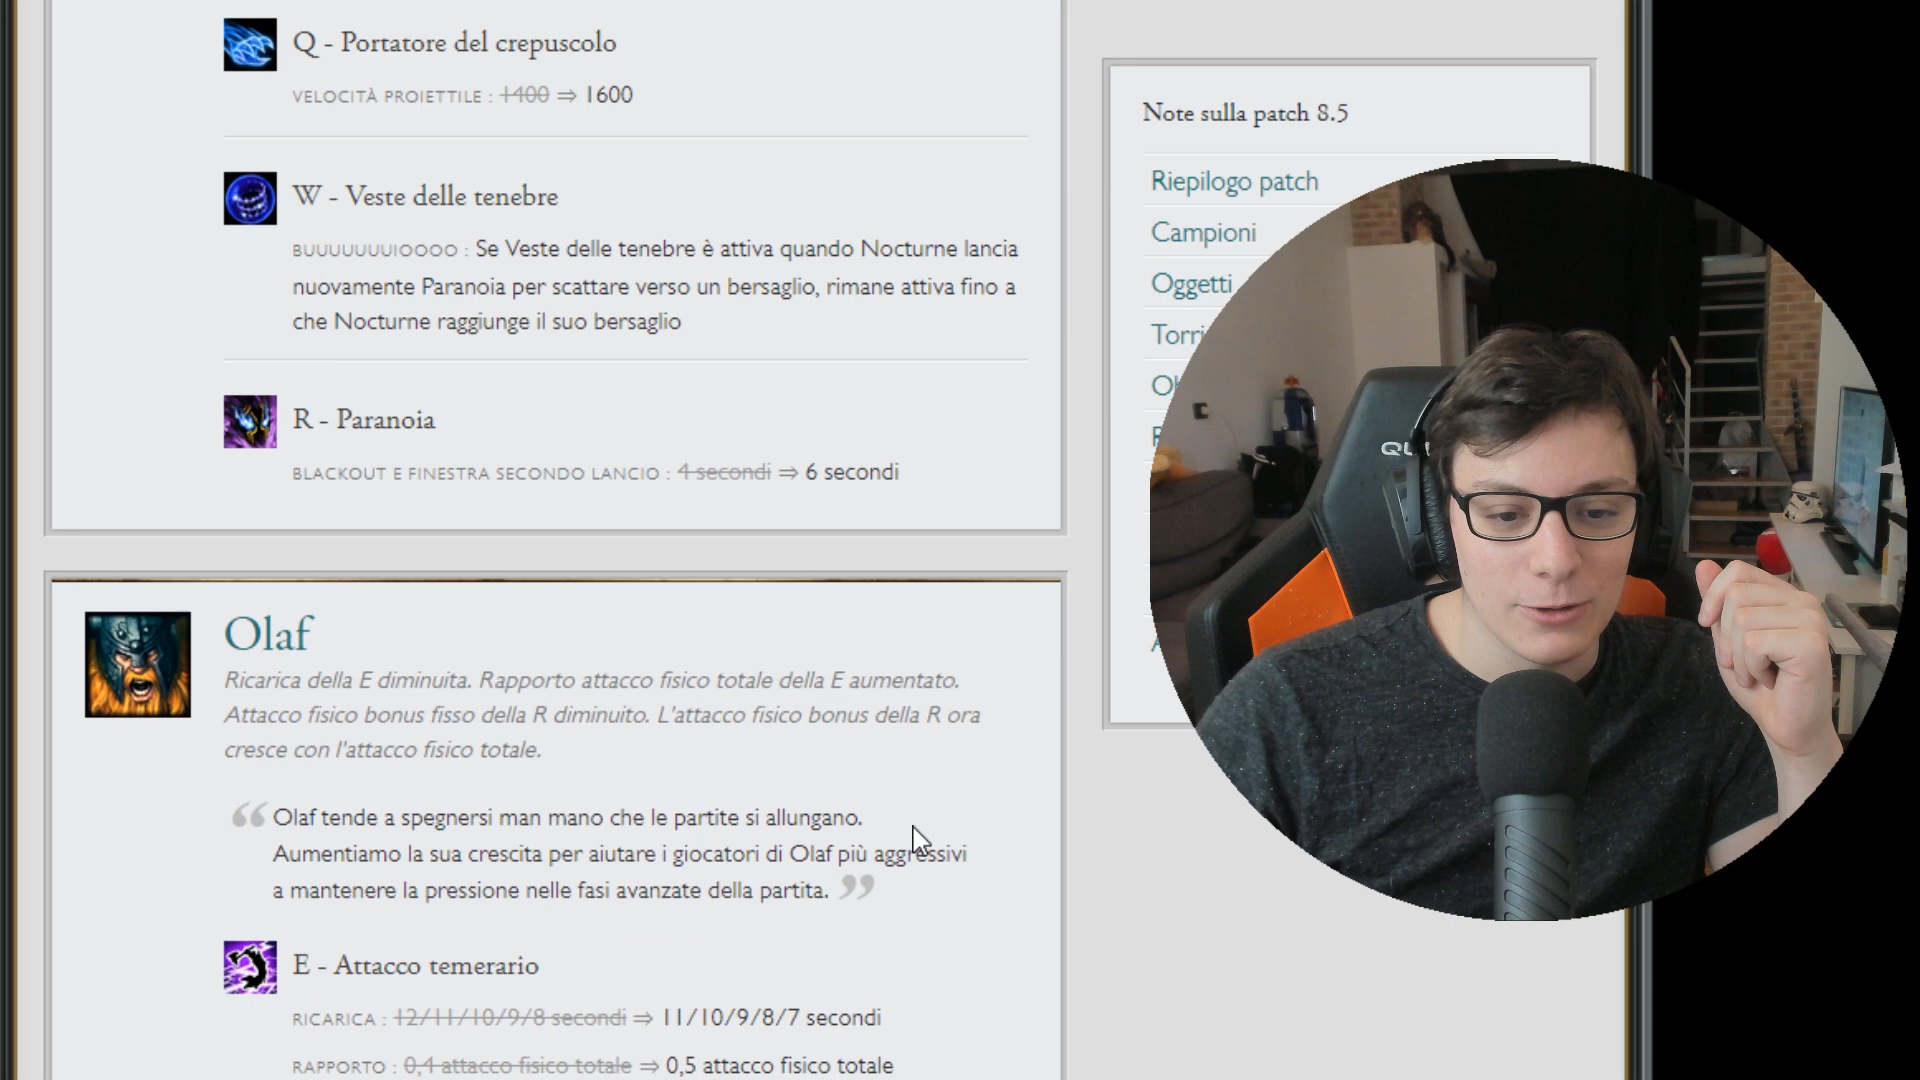 Q - Portatore del crepuscolo
VELOCITÀ PROIETTILE : 1400 ⇒ 1600
W - Veste delle tenebre
BUUUUUUUIOOOO : Se Veste delle tenebre è attiva quando Nocturne lancia
nuovamente Paranoia per scattare verso un bersaglio, rimane attiva fino a
che Nocturne raggiunge il suo bersaglio
R - Paranoia
BLACKOUT E FINESTRA SECONDO LANCIO : 4 secondi ⇒ 6 secondi
Olaf
Ricarica della E diminuita. Rapporto attacco fisico totale della E aumentato.
Attacco fisico bonus fisso della R diminuito. L'attacco fisico bonus della R ora
cresce con l'attacco fisico totale.
“ Olaf tende a spegnersi man mano che le partite si allungano.
Aumentiamo la sua crescita per aiutare i giocatori di Olaf più aggressivi
a mantenere la pressione nelle fasi avanzate della partita. ”
E - Attacco temerario
RICARICA : 12/11/10/9/8 secondi ⇒ 11/10/9/8/7 secondi
RAPPORTO : 0,4 attacco fisico totale ⇒ 0,5 attacco fisico totale
Note sulla patch 8.5
Riepilogo patch
Campioni
Oggetti
Torri